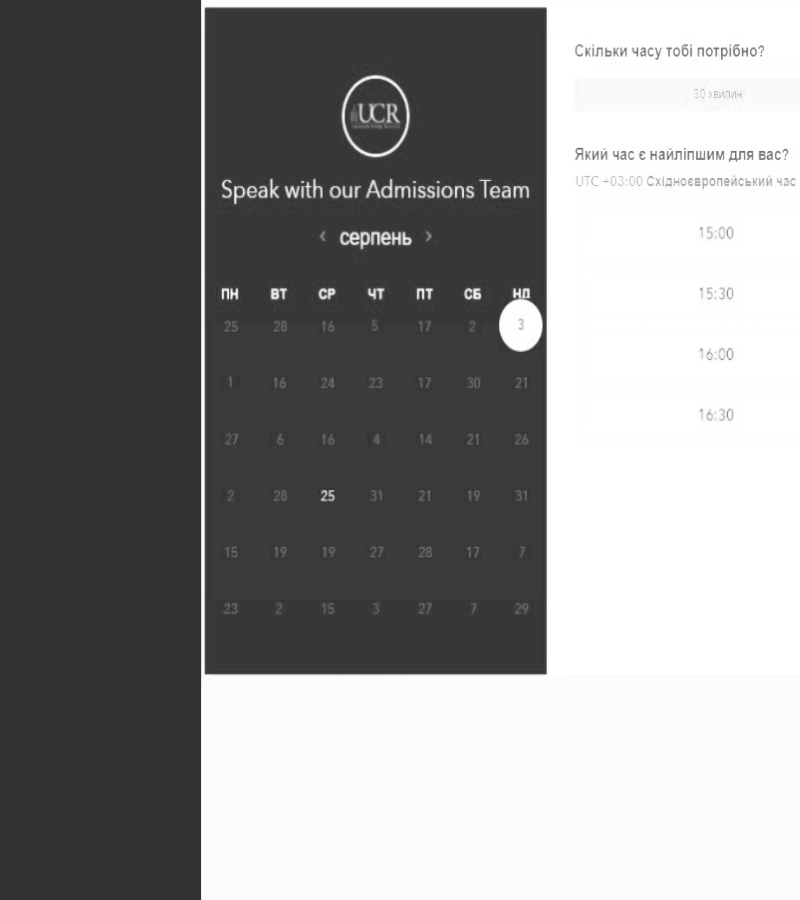 UCR
Speak with our Admissions Team
‹ серпень ›
ПН ВТ СР ЧТ ПТ СБ НД
25 28 16 5 17 2 3
1 16 24 23 17 30 21
27 6 16 4 14 21 26
2 28 25 31 21 19 31
15 19 19 27 28 17 7
23 2 15 3 27 7 29
Скільки часу тобі потрібно?
30 хвилин
Який час є найліпшим для вас?
UTC +03:00 Східноєвропейський час
15:00
15:30
16:00
16:30